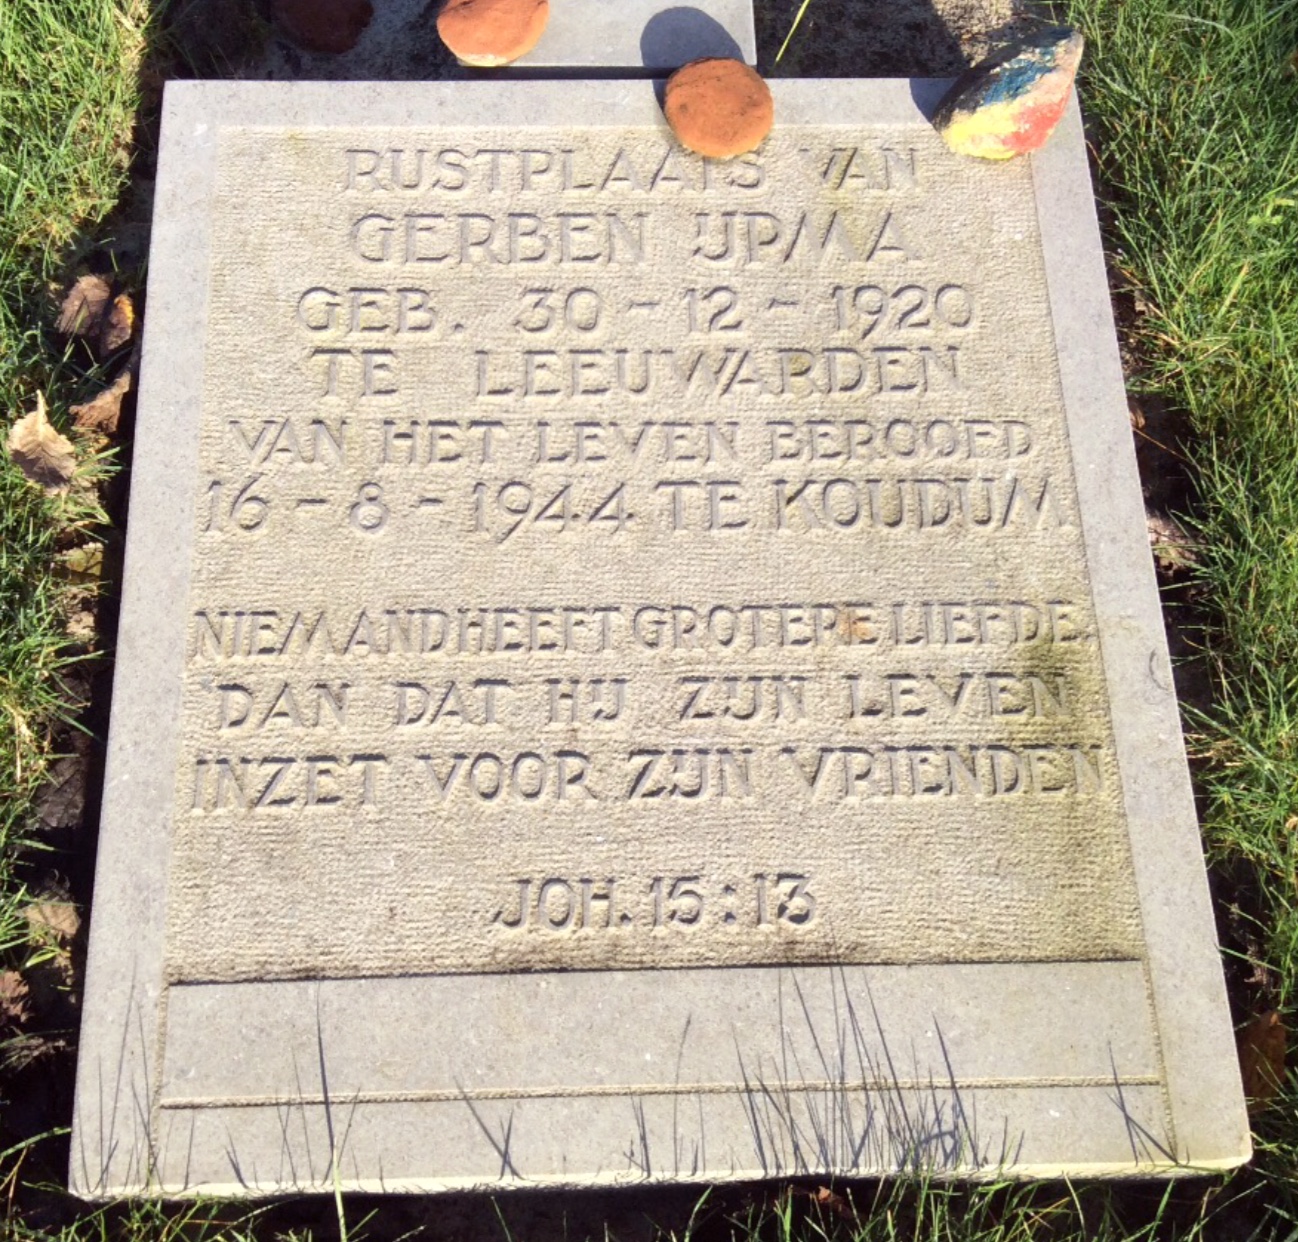 RUSTPLAATS VAN
GERBEN IJPMA
GEB. 30-12-1920
TE LEEUWARDEN
VAN HET LEVEN BEROOFD
16-8-1944 TE KOUDUM.
NIEMAND HEEFT GROTERE LIEFDE
DAN DAT HIJ ZIJN LEVEN
INZET VOOR ZIJN VRIENDEN
JOH. 15:13